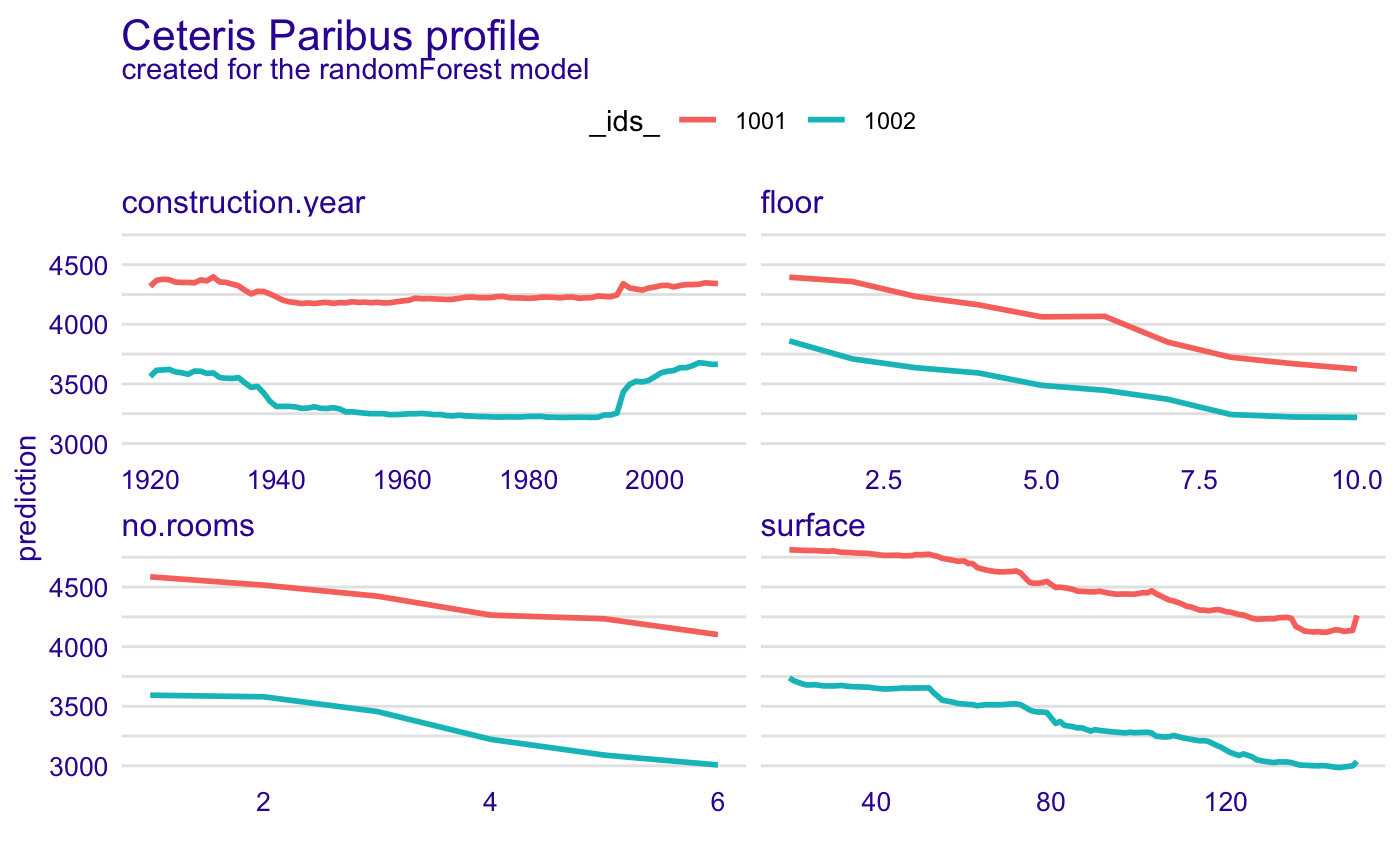 Ceteris Paribus profile
created for the randomForest model
_ids_ 1001 1002
construction.year floor
4500
4000
3500
3000
1920 1940 1960 1980 2000 2.5 5.0 7.5 10.0
prediction
no.rooms surface
4500
4000
3500
3000
2 4 6 40 80 120